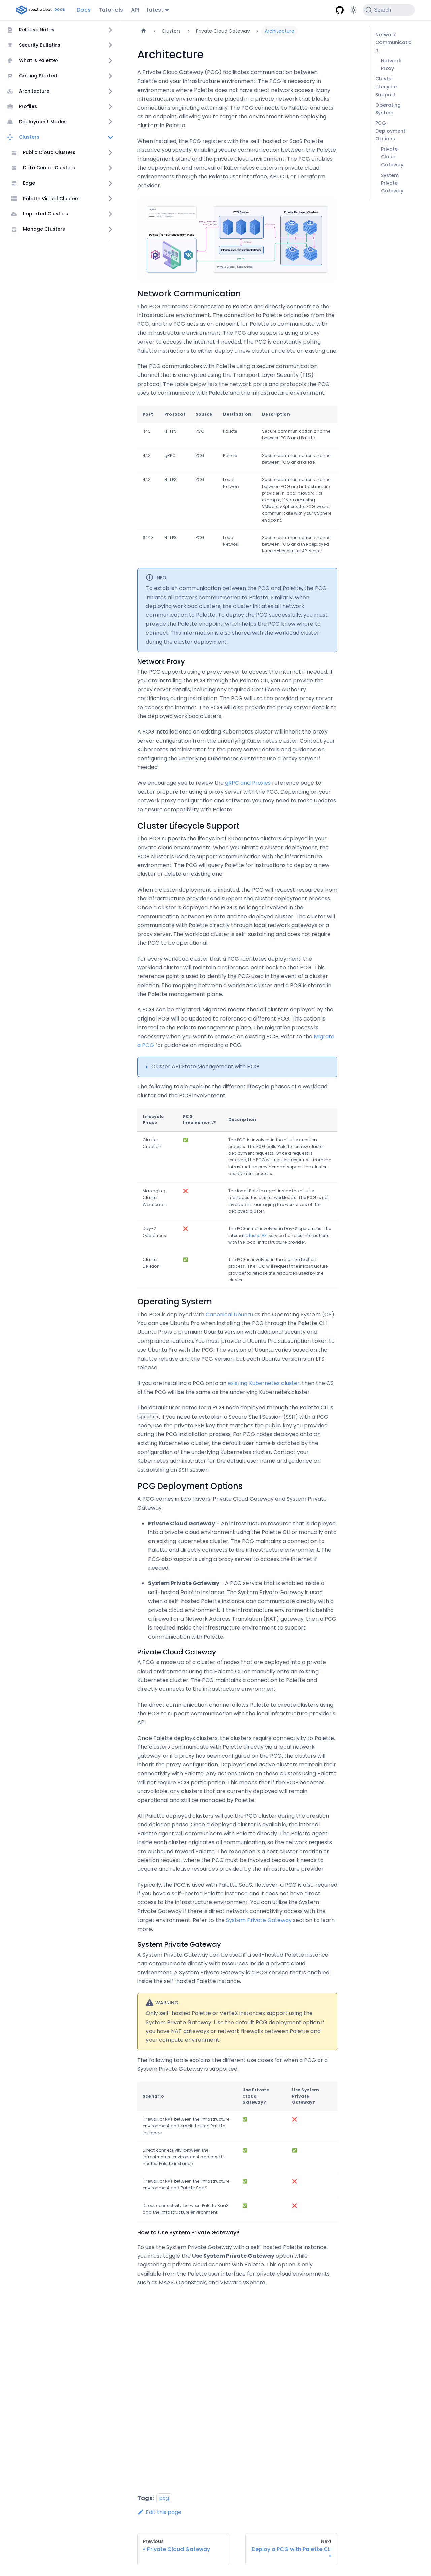 spectrocloud DOCS
Docs
Tutorials
API
latest
Search
Release Notes
Security Bulletins
What is Palette?
Getting Started
Architecture
Profiles
Deployment Modes
Clusters
Public Cloud Clusters
Data Center Clusters
Edge
Palette Virtual Clusters
Imported Clusters
Manage Clusters
Clusters
Private Cloud Gateway
Architecture
Network
Communicatio
n
Network
Proxy
Cluster
Lifecycle
Support
Operating
System
PCG
Deployment
Options
Private
Cloud
Gateway
System
Private
Gateway
Architecture
A Private Cloud Gateway (PCG) facilitates communication between
Palette and your infrastructure environment. The PCG is necessary in
environments where Palette does not have direct network access to
the infrastructure environment. Many infrastructure environments are
placed in a private network that blocks connections originating from
outside. The PCG connects to Palette, acting as an endpoint, and
allowing Palette to target the environment when deploying host
clusters in Palette.
When installed, the PCG registers with the self-hosted or SaaS Palette
instance you specify, enabling secure communication between the
Palette instance and the private cloud environment. The PCG enables
the deployment and removal of Kubernetes clusters in your private
environment through the Palette user interface, API, CLI, or Terraform
provider.
Network Communication
The PCG maintains a connection to Palette and directly connects to the
infrastructure environment. The connection to Palette originates from the
PCG, and the PCG acts as an endpoint for Palette to communicate with
the infrastructure environment. The PCG also supports using a proxy
server to access the internet if needed. The PCG is constantly polling
Palette for instructions to either deploy a new cluster or delete an existing one.
The PCG communicates with Palette using a secure communication
channel that is encrypted using the Transport Layer Security (TLS)
protocol. The table below lists the network ports and protocols the PCG
uses to communicate with Palette and the infrastructure environment.
Port Protocol Source Destination Description
443 HTTPS PCG Palette Secure communication channel
between PCG and Palette.
443 gRPC PCG Palette Secure communication channel
between PCG and Palette.
443 HTTPS PCG Local Secure communication channel
Network between PCG and infrastructure
provider in local network. For
example, if you are using
VMware vSphere, the PCG would
communicate with your vSphere
endpoint.
6443 HTTPS PCG Local Secure communication channel
Network between PCG and the deployed
Kubernetes cluster API server.
INFO
To establish communication between the PCG and Palette, the PCG
initiates all network communication to Palette. Similarly, when
deploying workload clusters, the cluster initiates all network
communication to Palette. To deploy the PCG successfully, you must
provide the Palette endpoint, which helps the PCG know where to
connect. This information is also shared with the workload cluster
during the cluster deployment.
Network Proxy
The PCG supports using a proxy server to access the internet if needed. If
you are installing the PCG through the Palette CLI, you can provide the
proxy server details, including any required Certificate Authority
certificates, during installation. The PCG will use the provided proxy server
to access the internet. The PCG will also provide the proxy server details to
the deployed workload clusters.
A PCG installed onto an existing Kubernetes cluster will inherit the proxy
server configuration from the underlying Kubernetes cluster. Contact your
Kubernetes administrator for the proxy server details and guidance on
configuring the underlying Kubernetes cluster to use a proxy server if
needed.
We encourage you to review the gRPC and Proxies reference page to
better prepare for using a proxy server with the PCG. Depending on your
network proxy configuration and software, you may need to make updates
to ensure compatibility with Palette.
Cluster Lifecycle Support
The PCG supports the lifecycle of Kubernetes clusters deployed in your
private cloud environments. When you initiate a cluster deployment, the
PCG cluster is used to support communication with the infrastructure
environment. The PCG will query Palette for instructions to deploy a new
cluster or delete an existing one.
When a cluster deployment is initiated, the PCG will request resources from
the infrastructure provider and support the cluster deployment process.
Once a cluster is deployed, the PCG is no longer involved in the
communication between Palette and the deployed cluster. The cluster will
communicate with Palette directly through local network gateways or a
proxy server. The workload cluster is self-sustaining and does not require
the PCG to be operational.
For every workload cluster that a PCG facilitates deployment, the
workload cluster will maintain a reference point back to that PCG. This
reference point is used to identify the PCG used in the event of a cluster
deletion. The mapping between a workload cluster and a PCG is stored in
the Palette management plane.
A PCG can be migrated. Migrated means that all clusters deployed by the
original PCG will be updated to reference a different PCG. This action is
internal to the Palette management plane. The migration process is
necessary when you want to remove an existing PCG. Refer to the Migrate
a PCG for guidance on migrating a PCG.
Cluster API State Management with PCG
The following table explains the different lifecycle phases of a workload
cluster and the PCG involvement.
Lifecycle PCG Description
Phase Involvement?
Cluster ✅ The PCG is involved in the cluster creation
Creation process. The PCG polls Palette for new cluster
deployment requests. Once a request is
received, the PCG will request resources from the
infrastructure provider and support the cluster
deployment process.
Managing ❌ The local Palette agent inside the cluster
Cluster manages the cluster workloads. The PCG is not
Workloads involved in managing the workloads of the
deployed cluster.
Day-2 ❌ The PCG is not involved in Day-2 operations. The
Operations internal Cluster API service handles interactions
with the local infrastructure provider.
Cluster ✅ The PCG is involved in the cluster deletion
Deletion process. The PCG will request the infrastructure
provider to release the resources used by the
cluster.
Operating System
The PCG is deployed with Canonical Ubuntu as the Operating System (OS).
You can use Ubuntu Pro when installing the PCG through the Palette CLI.
Ubuntu Pro is a premium Ubuntu version with additional security and
compliance features. You must provide a Ubuntu Pro subscription token to
use Ubuntu Pro with the PCG. The version of Ubuntu varies based on the
Palette release and the PCG version, but each Ubuntu version is an LTS
release.
If you are installing a PCG onto an existing Kubernetes cluster, then the OS
of the PCG will be the same as the underlying Kubernetes cluster.
The default user name for a PCG node deployed through the Palette CLI is
spectro. If you need to establish a Secure Shell Session (SSH) with a PCG
node, use the private SSH key that matches the public key you provided
during the PCG installation process. For PCG nodes deployed onto an
existing Kubernetes cluster, the default user name is defined by the
configuration of the underlying Kubernetes cluster. Contact your
Kubernetes administrator for the default user name and guidance on
establishing an SSH session.
PCG Deployment Options
A PCG comes in two flavors: Private Cloud Gateway and System Private
Gateway.
Private Cloud Gateway - An infrastructure resource that is deployed
into a private cloud environment using the Palette CLI or manually onto
an existing Kubernetes cluster. The PCG maintains a connection to
Palette and directly connects to the infrastructure environment. The
PCG also supports using a proxy server to access the internet if
needed.
System Private Gateway - A PCG service that is enabled inside a
self-hosted Palette instance. The System Private Gateway is used
when a self-hosted Palette instance can communicate directly with a
private cloud environment. If the infrastructure environment is behind
a firewall or a Network Address Translation (NAT) gateway, then a PCG
is required inside the infrastructure environment to support
communication with Palette.
Private Cloud Gateway
A PCG is made up of a cluster of nodes that are deployed into a private
cloud environment using the Palette CLI or manually onto an existing
Kubernetes cluster. The PCG maintains a connection to Palette and
directly connects to the infrastructure environment.
The direct communication channel allows Palette to create clusters using
the PCG to support communication with the local infrastructure provider's
API.
Once Palette deploys clusters, the clusters require connectivity to Palette.
The clusters communicate with Palette directly via a local network
gateway, or if a proxy has been configured on the PCG, the clusters will
inherit the proxy configuration. Deployed and active clusters maintain their
connectivity with Palette. Any actions taken on these clusters using Palette
will not require PCG participation. This means that if the PCG becomes
unavailable, any clusters that are currently deployed will remain
operational and still be managed by Palette.
All Palette deployed clusters will use the PCG cluster during the creation
and deletion phase. Once a deployed cluster is available, the internal
Palette agent will communicate with Palette directly. The Palette agent
inside each cluster originates all communication, so the network requests
are outbound toward Palette. The exception is a host cluster creation or
deletion request, where the PCG must be involved because it needs to
acquire and release resources provided by the infrastructure provider.
Typically, the PCG is used with Palette SaaS. However, a PCG is also required
if you have a self-hosted Palette instance and it does not have direct
access to the infrastructure environment. You can utilize the System
Private Gateway if there is direct network connectivity access with the
target environment. Refer to the System Private Gateway section to learn
more.
System Private Gateway
A System Private Gateway can be used if a self-hosted Palette instance
can communicate directly with resources inside a private cloud
environment. A System Private Gateway is a PCG service that is enabled
inside the self-hosted Palette instance.
WARNING
Only self-hosted Palette or VerteX instances support using the
System Private Gateway. Use the default PCG deployment option if
you have NAT gateways or network firewalls between Palette and
your compute environment.
The following table explains the different use cases for when a PCG or a
System Private Gateway is supported.
Scenario Use Private Use System
Cloud Private
Gateway? Gateway?
Firewall or NAT between the infrastructure ✅ ❌
environment and a self-hosted Palette
instance.
Direct connectivity between the ✅ ✅
infrastructure environment and a self-
hosted Palette instance
Firewall or NAT between the infrastructure ✅ ❌
environment and Palette SaaS
Direct connectivity between Palette SaaS ✅ ❌
and the infrastructure environment
How to Use System Private Gateway?
To use the System Private Gateway with a self-hosted Palette instance,
you must toggle the Use System Private Gateway option while
registering a private cloud account with Palette. This option is only
available from the Palette user interface for private cloud environments
such as MAAS, OpenStack, and VMware vSphere.
Tags: pcg
Edit this page
Previous
« Private Cloud Gateway
Next
Deploy a PCG with Palette CLI
»